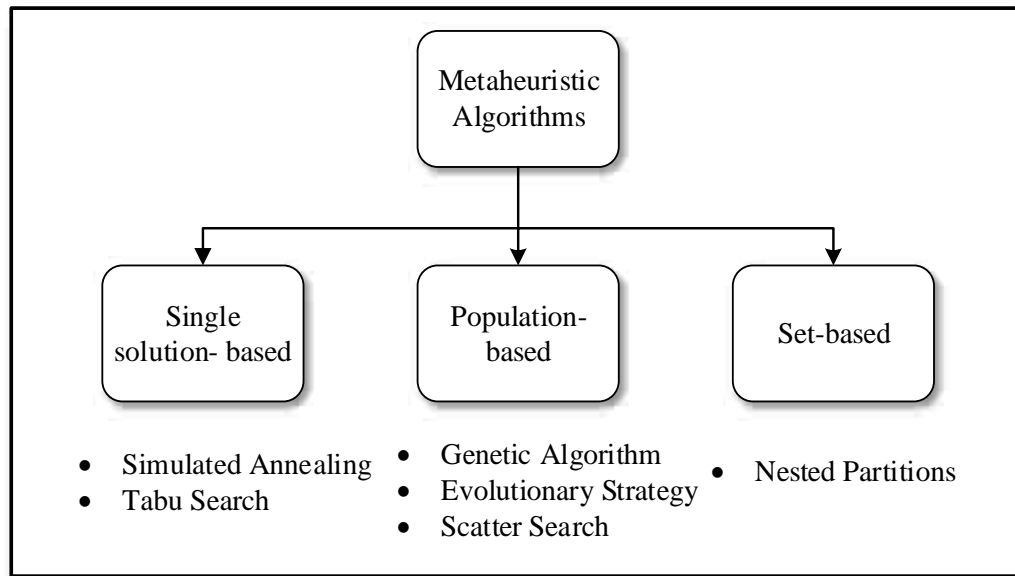 Metaheuristic
Algorithms
Single
solution- based
Population-
based
Set-based
• Simulated Annealing
• Tabu Search
• Genetic Algorithm
• Evolutionary Strategy
• Scatter Search
• Nested Partitions